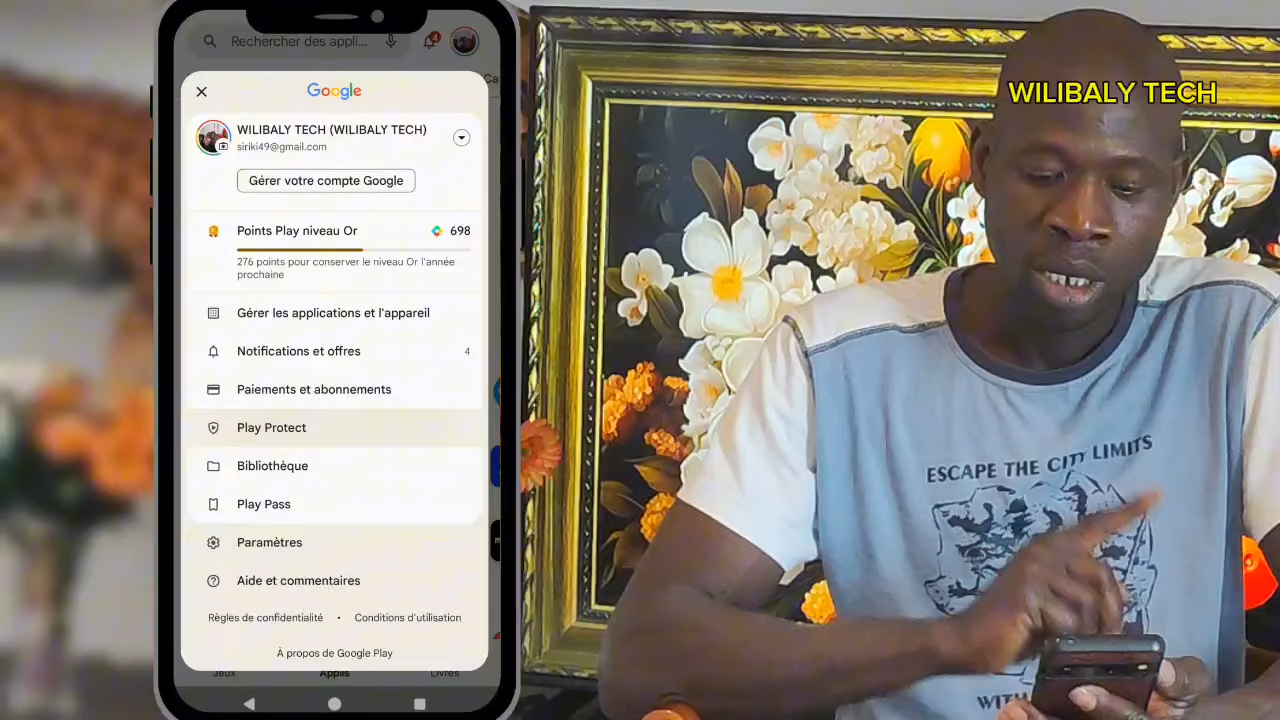 Rechercher des appli...
4
Google
WILIBALY TECH (WILIBALY TECH)
siriki49@gmail.com
Gérer votre compte Google
Points Play niveau Or
698
276 points pour conserver le niveau Or l'année
prochaine
Gérer les applications et l'appareil
Notifications et offres
4
Paiements et abonnements
Play Protect
Bibliothèque
Play Pass
Paramètres
Aide et commentaires
Règles de confidentialité • Conditions d'utilisation
À propos de Google Play
Jeux
Applis
Livres
WILIBALY TECH
ESCAPE THE CITY LIMITS
WITH